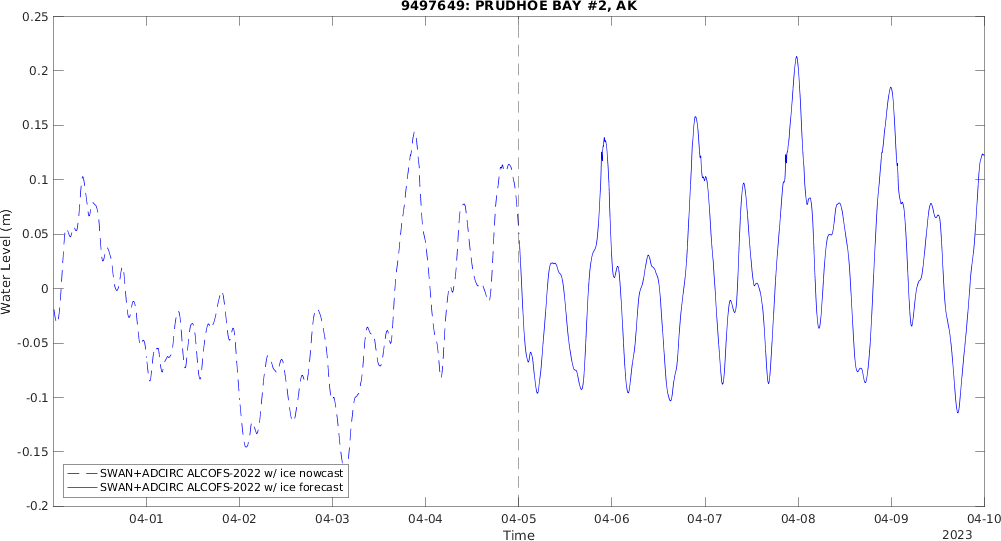 9497649: PRUDHOE BAY #2, AK
0.25
0.2
0.15
0.1
0.05
0
-0.05
-0.1
-0.15
-0.2
Water Level (m)
SWAN+ADCIRC ALCOFS-2022 w/ ice nowcast
SWAN+ADCIRC ALCOFS-2022 w/ ice forecast
04-01 04-02 04-03 04-04 04-05 04-06 04-07 04-08 04-09 04-10
Time
2023